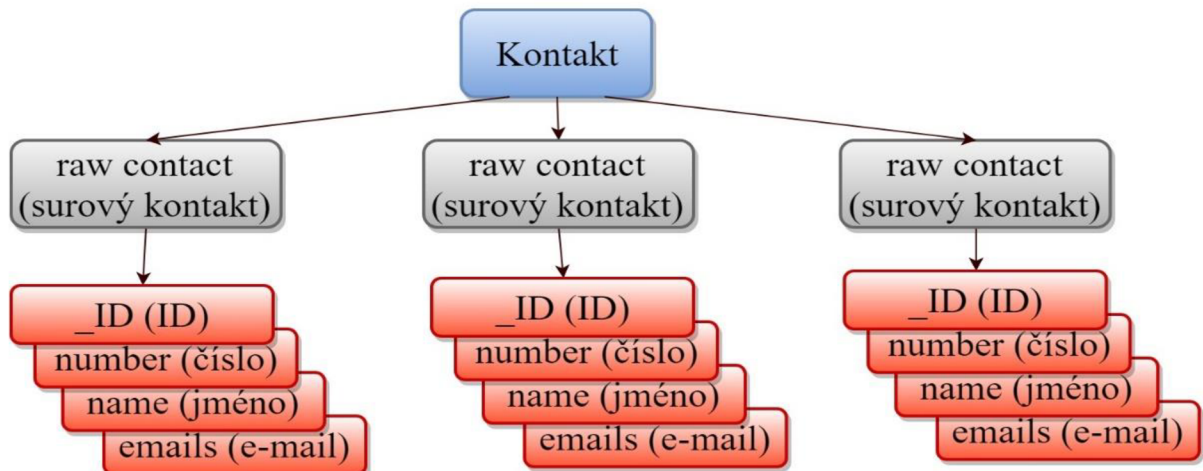 Kontakt
raw contact
(surový kontakt)
raw contact
(surový kontakt)
raw contact
(surový kontakt)
_ID (ID)
number (číslo)
name (jméno)
emails (e-mail)
_ID (ID)
number (číslo)
name (jméno)
emails (e-mail)
_ID (ID)
number (číslo)
name (jméno)
emails (e-mail)